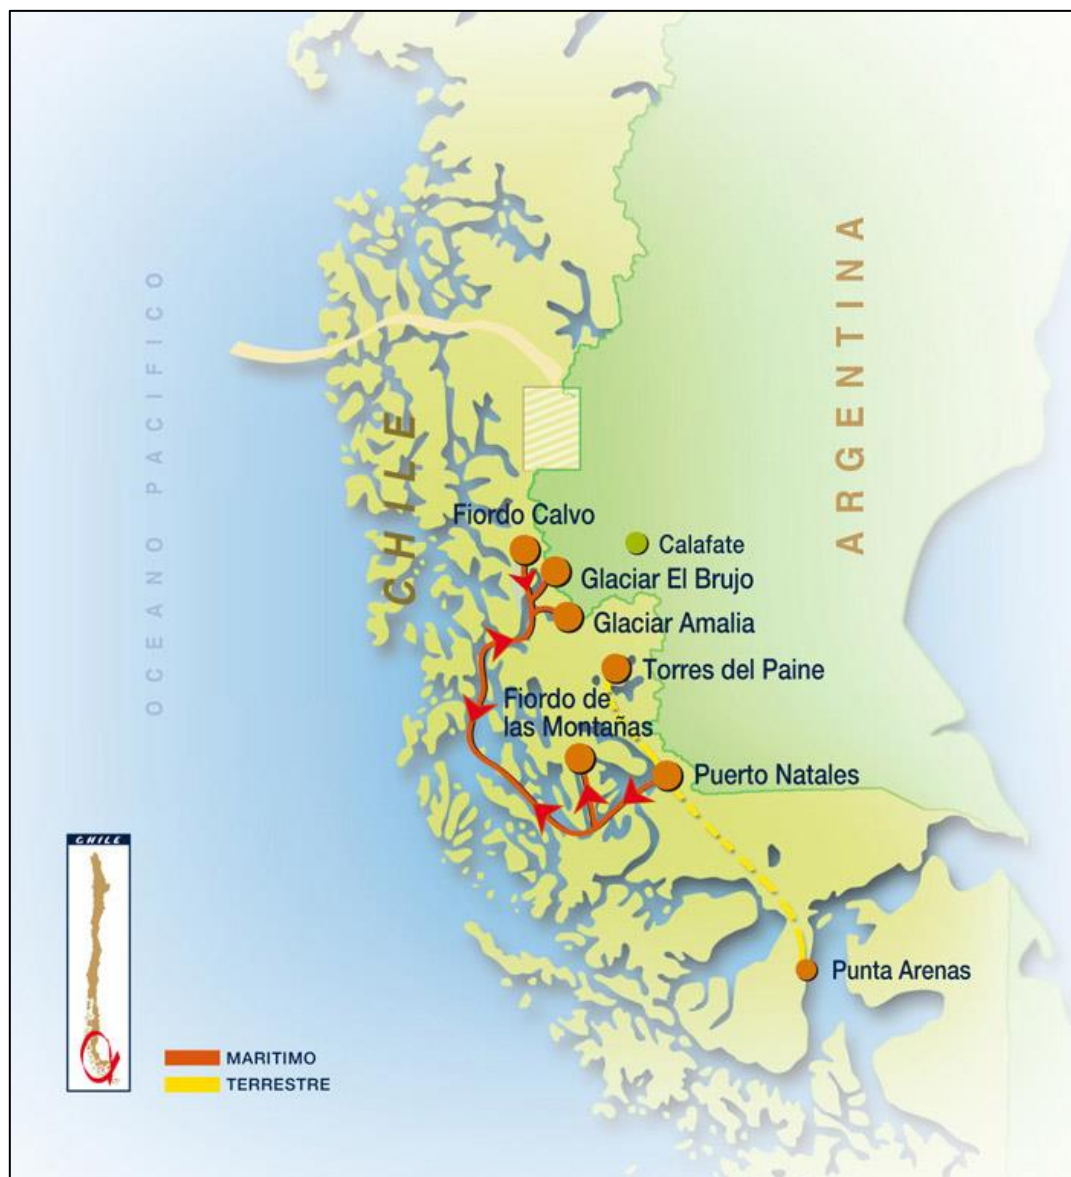 OCEANO PACIFICO
CHILE
ARGENTINA
Fiordo Calvo
Calafate
Glaciar El Brujo
Glaciar Amalia
Torres del Paine
Fiordo de
las Montañas
Puerto Natales
Punta Arenas
CHILE
MARITIMO
TERRESTRE